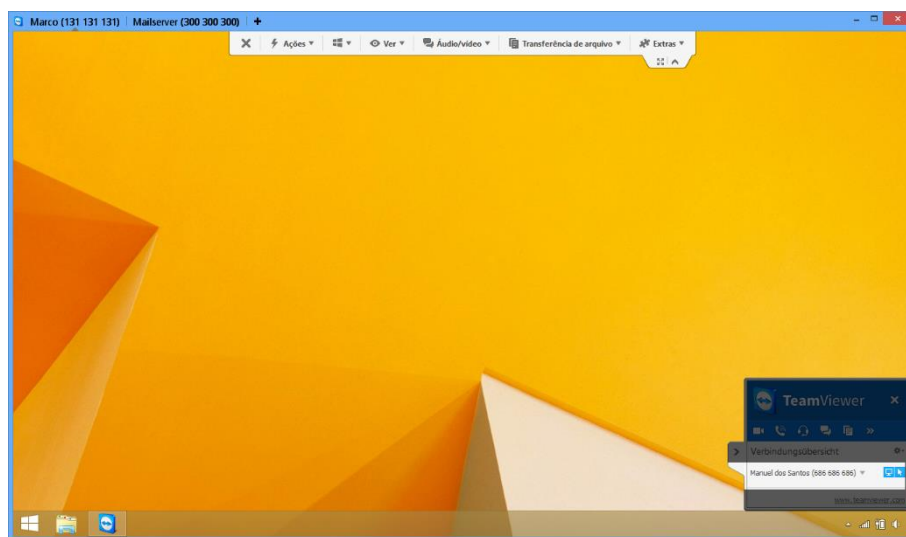 Marco (131 131 131) Mailserver (300 300 300) +
Ações Ver Áudio/vídeo Transferência de arquivo Extras
TeamViewer
Verbindungsübersicht
Manuel dos Santos (686 686 686)
www.teamviewer.com